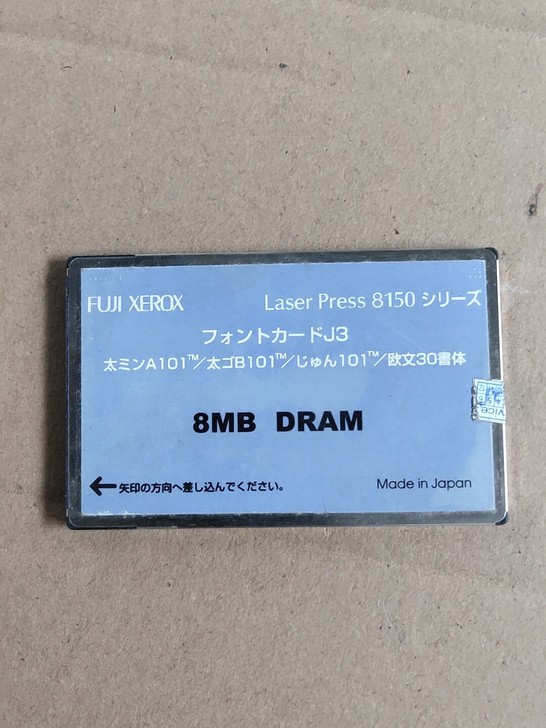 FUJI XEROX
Laser Press 8150 シリーズ
フォントカードJ3
太ミンA101™/太ゴB101™/じゅん101™/欧文30書体
8MB DRAM
←矢印の方向へ差し込んでください。
Made in Japan
vice